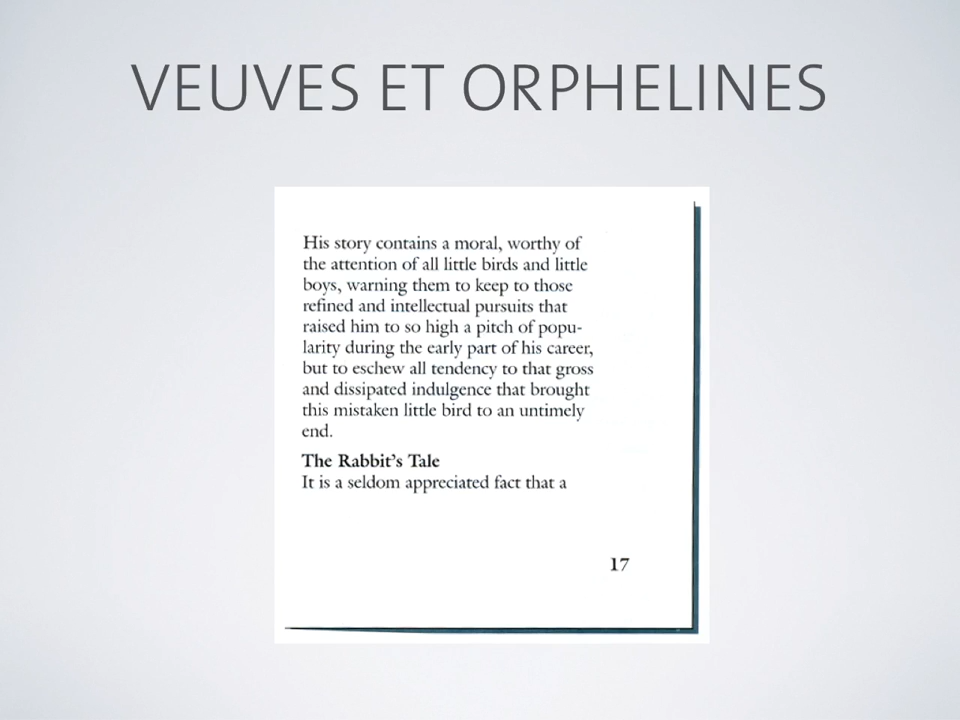 VEUVES ET ORPHELINES
His story contains a moral, worthy of
the attention of all little birds and little
boys, warning them to keep to those
refined and intellectual pursuits that
raised him to so high a pitch of popu-
larity during the early part of his career,
but to eschew all tendency to that gross
and dissipated indulgence that brought
this mistaken little bird to an untimely
end.
The Rabbit's Tale
It is a seldom appreciated fact that a
17